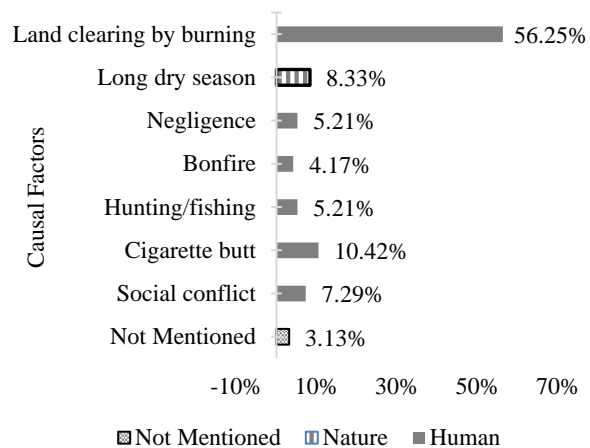 Causal Factors
Land clearing by burning 56.25%
Long dry season 8.33%
Negligence 5.21%
Bonfire 4.17%
Hunting/fishing 5.21%
Cigarette butt 10.42%
Social conflict 7.29%
Not Mentioned 3.13%
-10% 10% 30% 50% 70%
Not Mentioned Nature Human